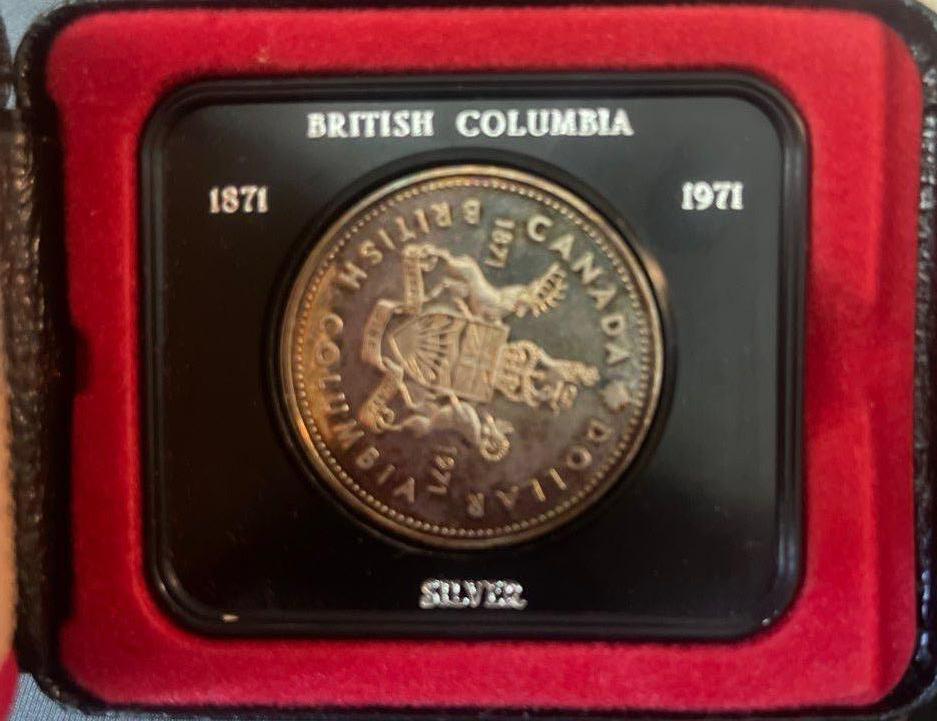 BRITISH COLUMBIA
1871 1971
CANADA DOLLAR
1871 1971
BRITISH COLUMBIA
SILVER